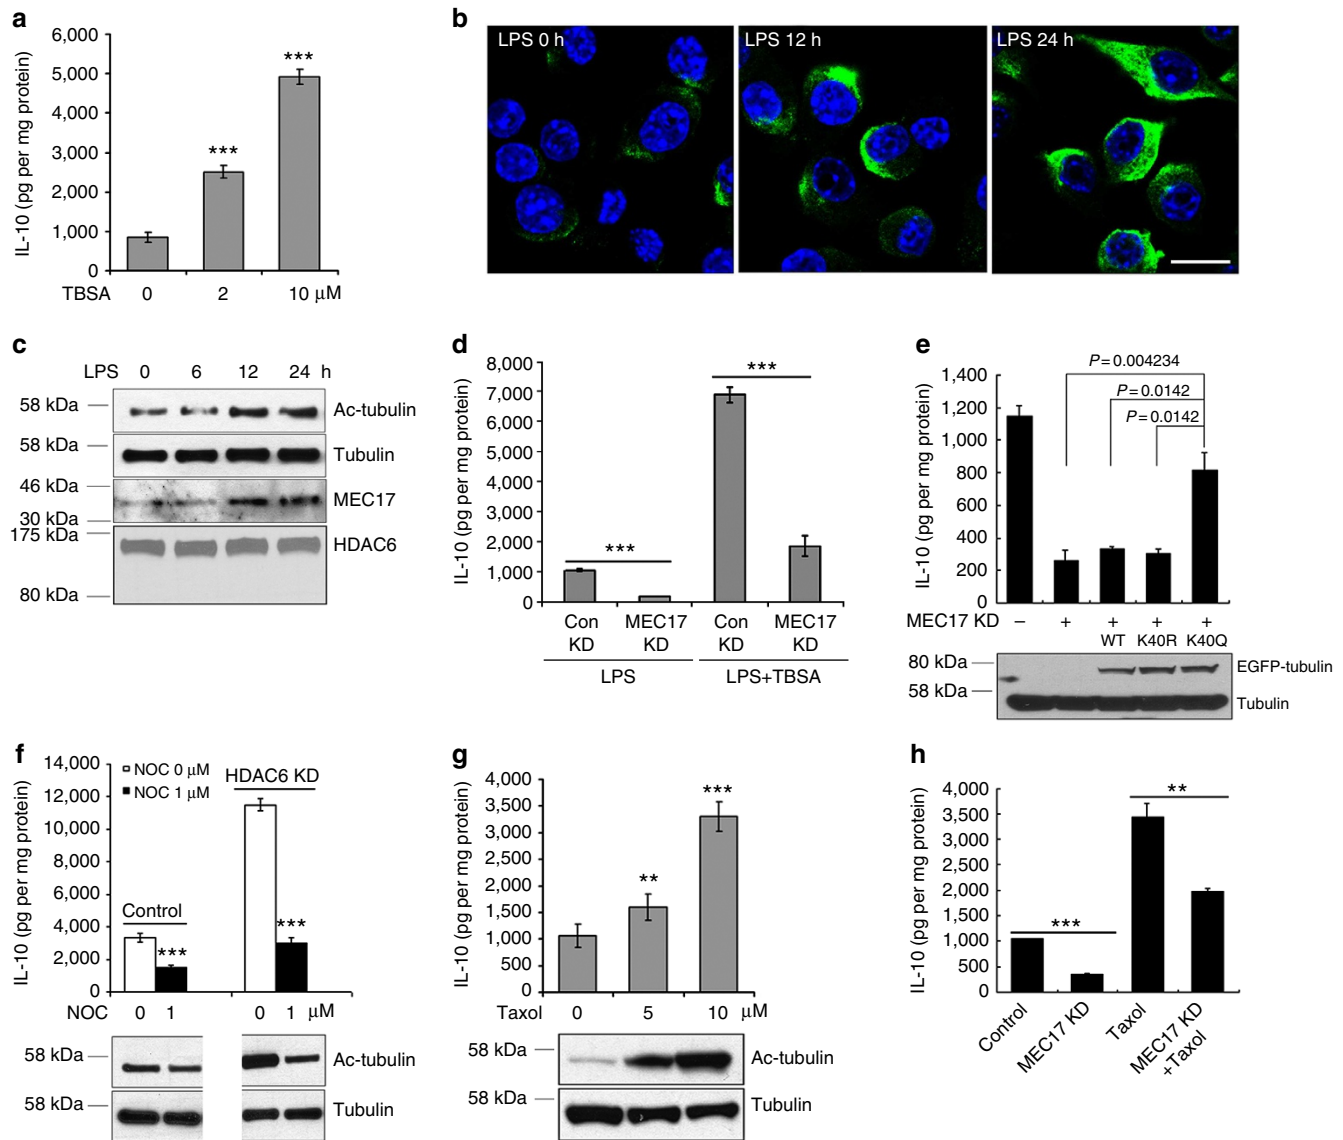 a
6,000
5,000
4,000
3,000
2,000
1,000
0
IL-10 (pg per mg protein)
***
***
TBSA 0 2 10 μM
b
LPS 0 h
LPS 12 h
LPS 24 h
c
LPS 0 6 12 24 h
58 kDa
Ac-tubulin
58 kDa
Tubulin
46 kDa
MEC17
30 kDa
175 kDa
HDAC6
80 kDa
d
8,000
7,000
6,000
5,000
4,000
3,000
2,000
1,000
0
IL-10 (pg per mg protein)
***
***
Con KD
MEC17 KD
Con KD
MEC17 KD
LPS
LPS+TBSA
e
P=0.004234
P=0.0142
P=0.0142
1,400
1,200
1,000
800
600
400
200
0
IL-10 (pg per mg protein)
MEC17 KD – + + + +
WT K40R K40Q
80 kDa
EGFP-tubulin
58 kDa
Tubulin
f
14,000
12,000
10,000
8,000
6,000
4,000
2,000
0
IL-10 (pg per mg protein)
NOC 0 μM
NOC 1 μM
HDAC6 KD
Control
***
***
NOC 0 1 0 1 μM
58 kDa
Ac-tubulin
58 kDa
Tubulin
g
4,000
3,500
3,000
2,500
2,000
1,500
1,000
500
0
IL-10 (pg per mg protein)
**
***
Taxol 0 5 10 μM
58 kDa
Ac-tubulin
58 kDa
Tubulin
h
4,000
3,500
3,000
2,500
2,000
1,500
1,000
500
0
IL-10 (pg per mg protein)
***
**
Control
MEC17 KD
Taxol
MEC17 KD
+Taxol